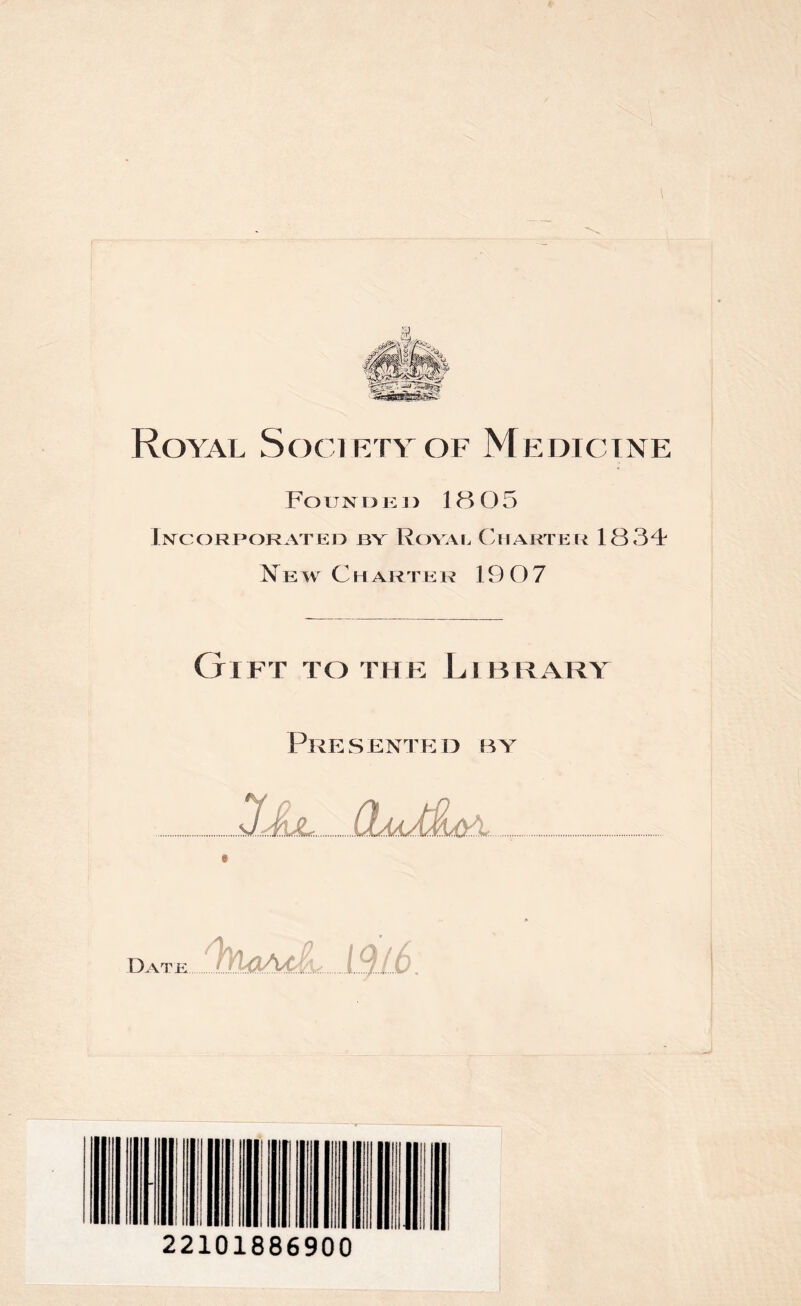 Royal Society of Medicine
Founded 1805
Incorporated by Royal Charter 1834
New Charter 1907
Gift to the Library
Presented by
The Author
Date March 1916.
22101886900